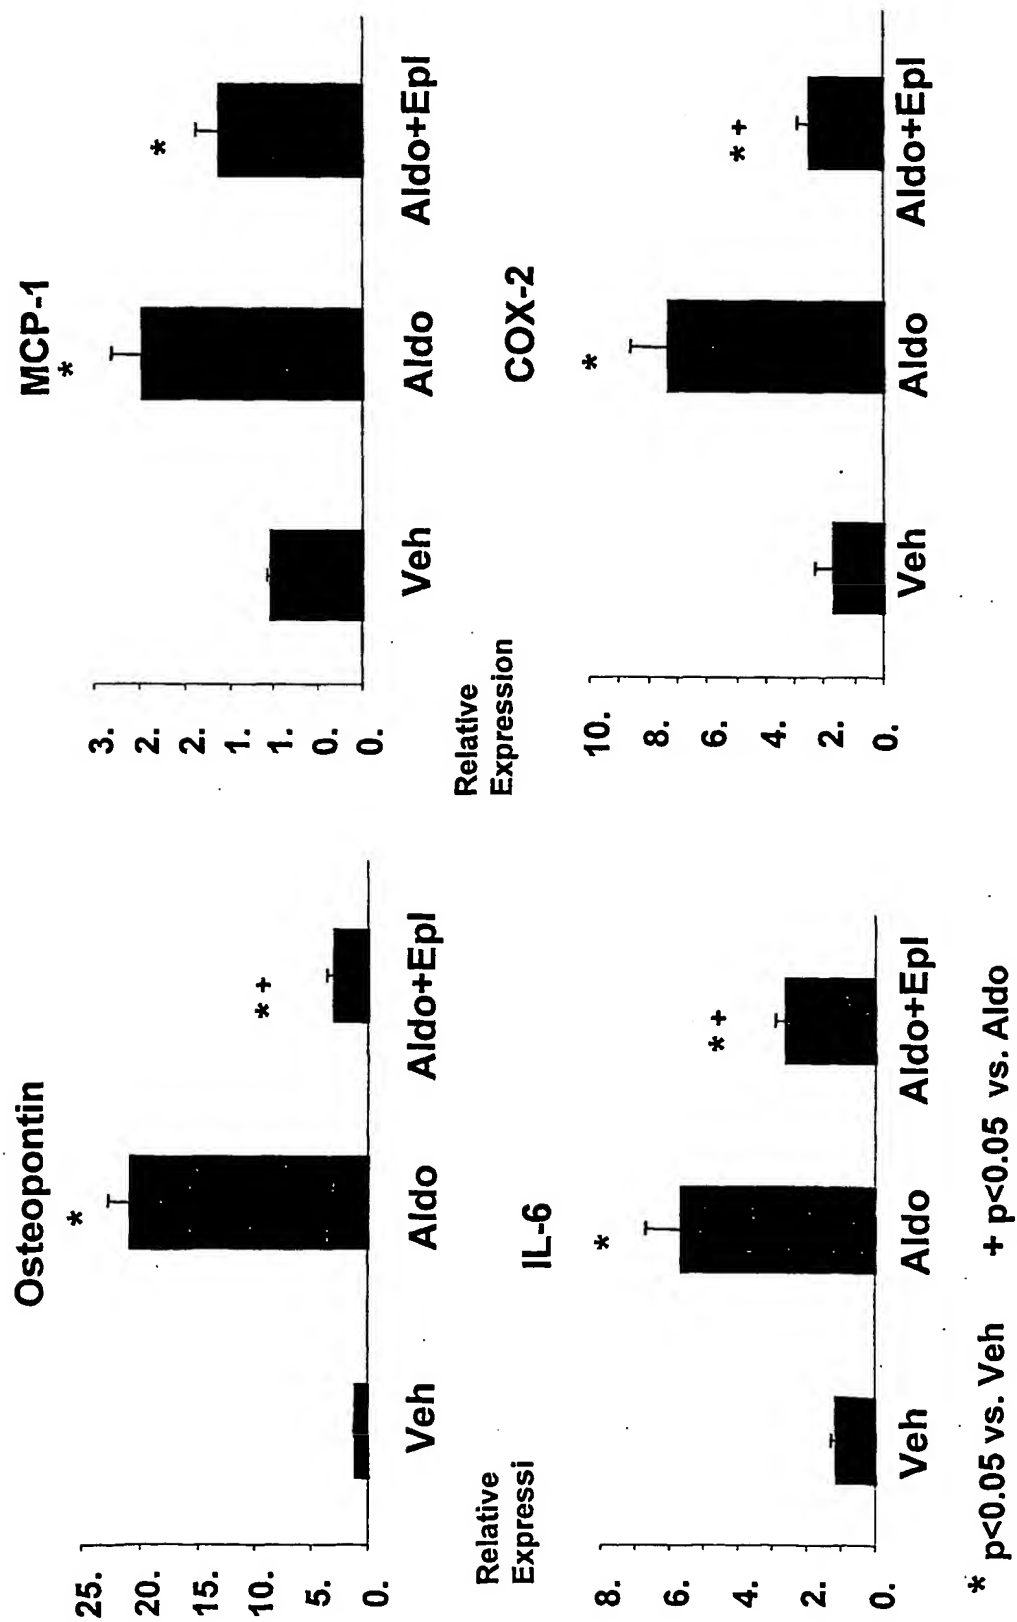 Osteopontin
25.
20.
15.
10.
5.
0.
*
* +
Veh Aldo Aldo+Epl
MCP-1
3.
2.
2.
1.
1.
0.
0.
*
*
Veh Aldo Aldo+Epl
Relative
Expressi
IL-6
8.
6.
4.
2.
0.
*
* +
Veh Aldo Aldo+Epl
Relative
Expression
COX-2
10.
8.
6.
4.
2.
0.
*
* +
Veh Aldo Aldo+Epl
* p<0.05 vs. Veh + p<0.05 vs. Aldo